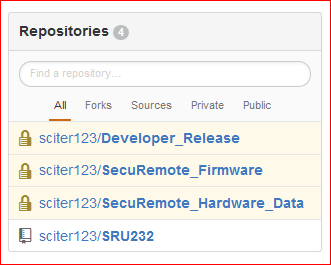 Repositories 4
Find a repository...
All Forks Sources Private Public
sciter123/Developer_Release
sciter123/SecuRemote_Firmware
sciter123/SecuRemote_Hardware_Data
sciter123/SRU232